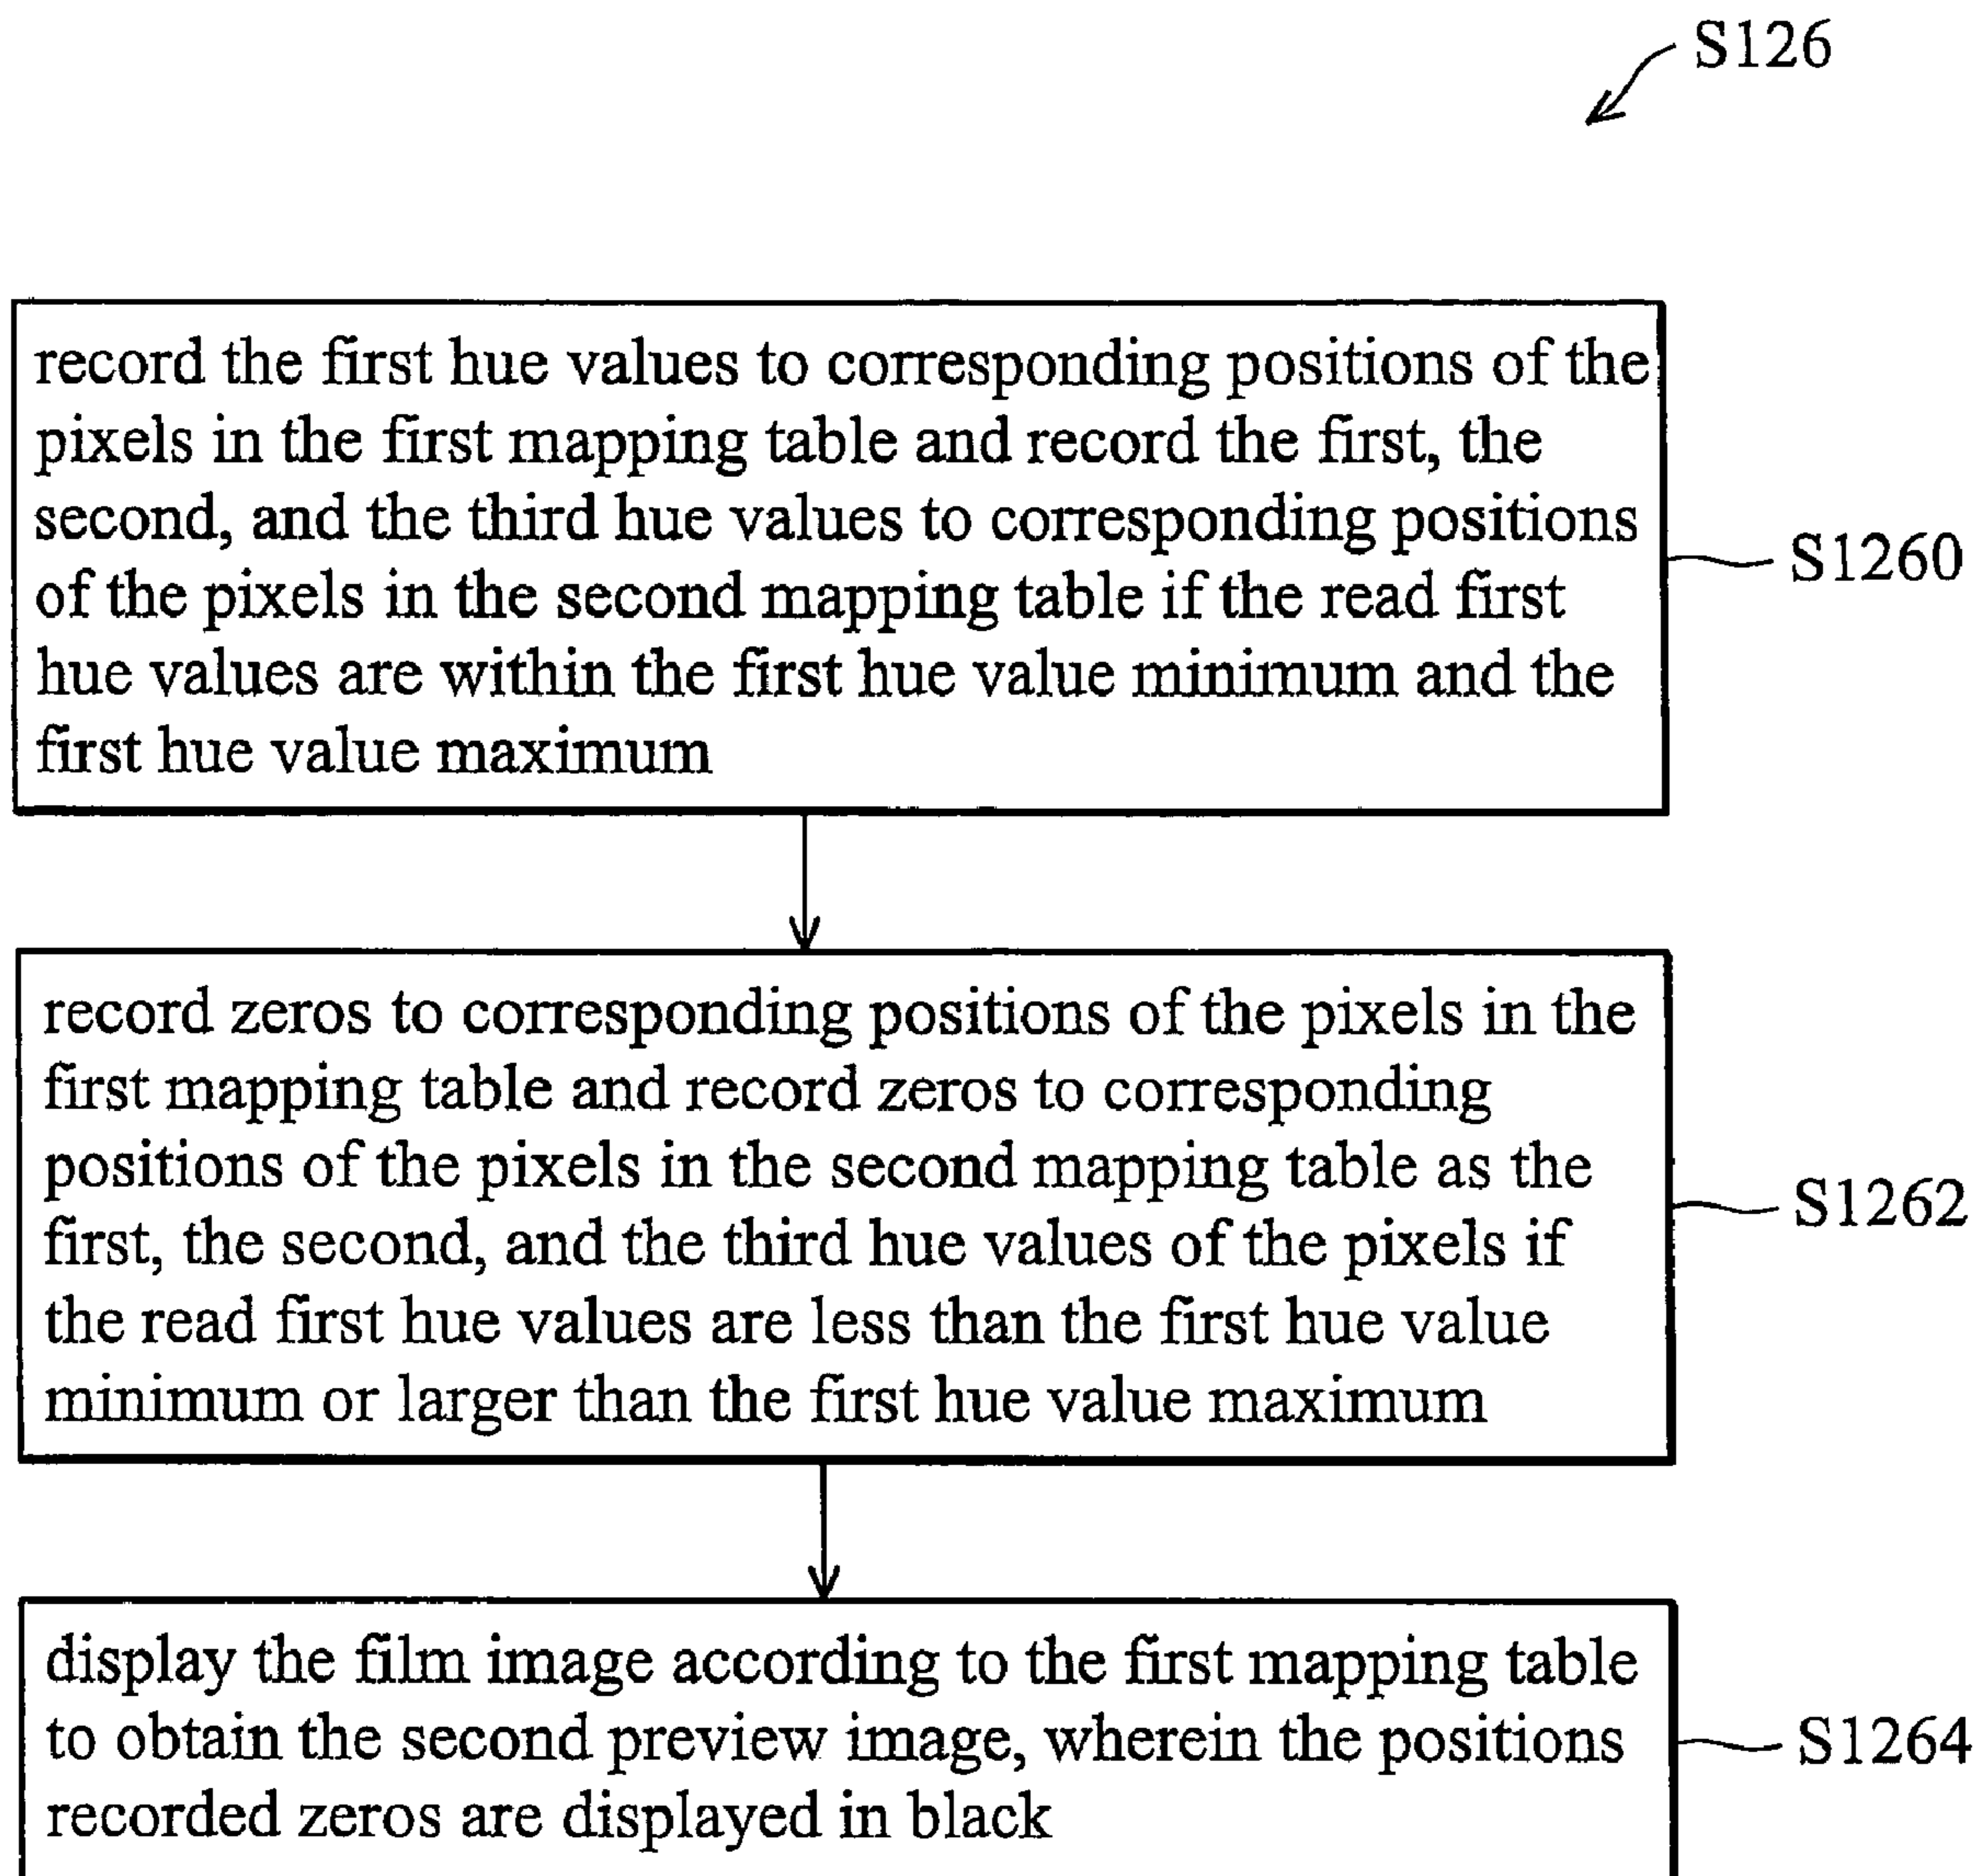 S126
record the first hue values to corresponding positions of the
pixels in the first mapping table and record the first, the
second, and the third hue values to corresponding positions
of the pixels in the second mapping table if the read first
hue values are within the first hue value minimum and the
first hue value maximum
S1260
record zeros to corresponding positions of the pixels in the
first mapping table and record zeros to corresponding
positions of the pixels in the second mapping table as the
first, the second, and the third hue values of the pixels if
the read first hue values are less than the first hue value
minimum or larger than the first hue value maximum
S1262
display the film image according to the first mapping table
to obtain the second preview image, wherein the positions
recorded zeros are displayed in black
S1264